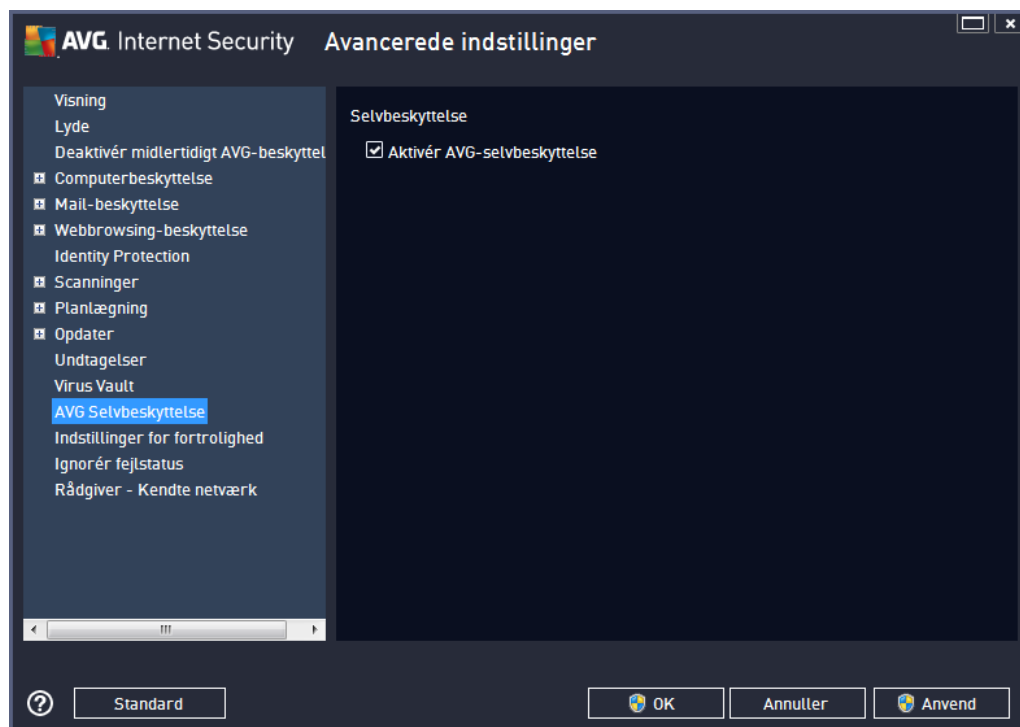 AVG. Internet Security Avancerede indstillinger
Visning
Lyde
Deaktivér midlertidigt AVG-beskyttel
Computerbeskyttelse
Mail-beskyttelse
Webbrowsing-beskyttelse
Identity Protection
Scanninger
Planlægning
Opdater
Undtagelser
Virus Vault
AVG Selvbeskyttelse
Indstillinger for fortrolighed
Ignorér fejlstatus
Rådgiver - Kendte netværk
Selvbeskyttelse
Aktivér AVG-selvbeskyttelse
? Standard OK Annuller Anvend